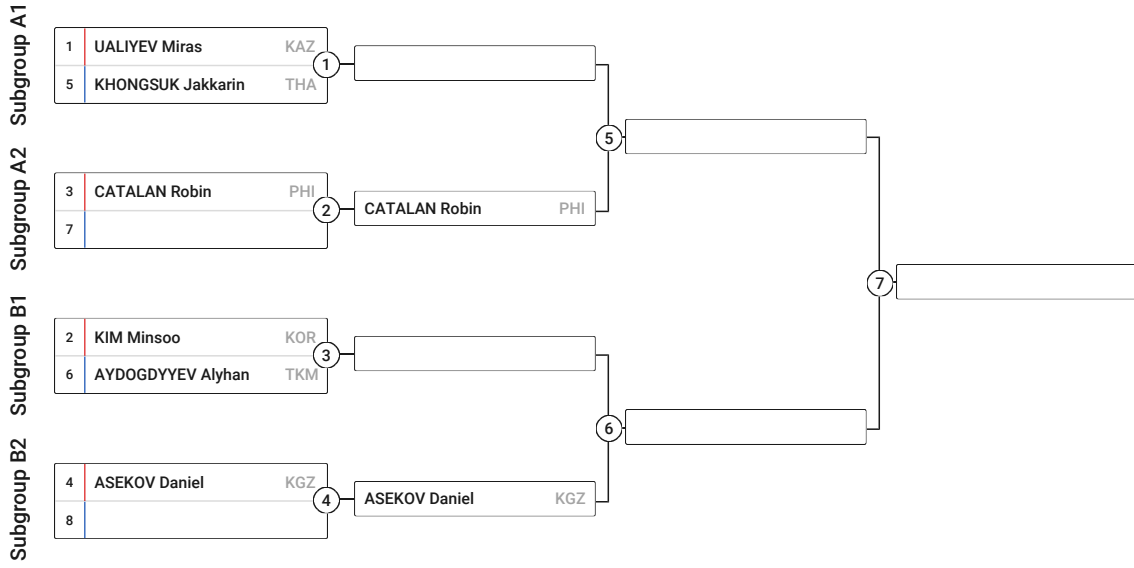 Subgroup A1
1 UALIYEV Miras KAZ
5 KHONGSUK Jakkarin THA
1
Subgroup A2
3 CATALAN Robin PHI
7
2
CATALAN Robin PHI
5
Subgroup B1
2 KIM Minsoo KOR
6 AYDOGDYYEV Alyhan TKM
3
Subgroup B2
4 ASEKOV Daniel KGZ
8
4
ASEKOV Daniel KGZ
6
7